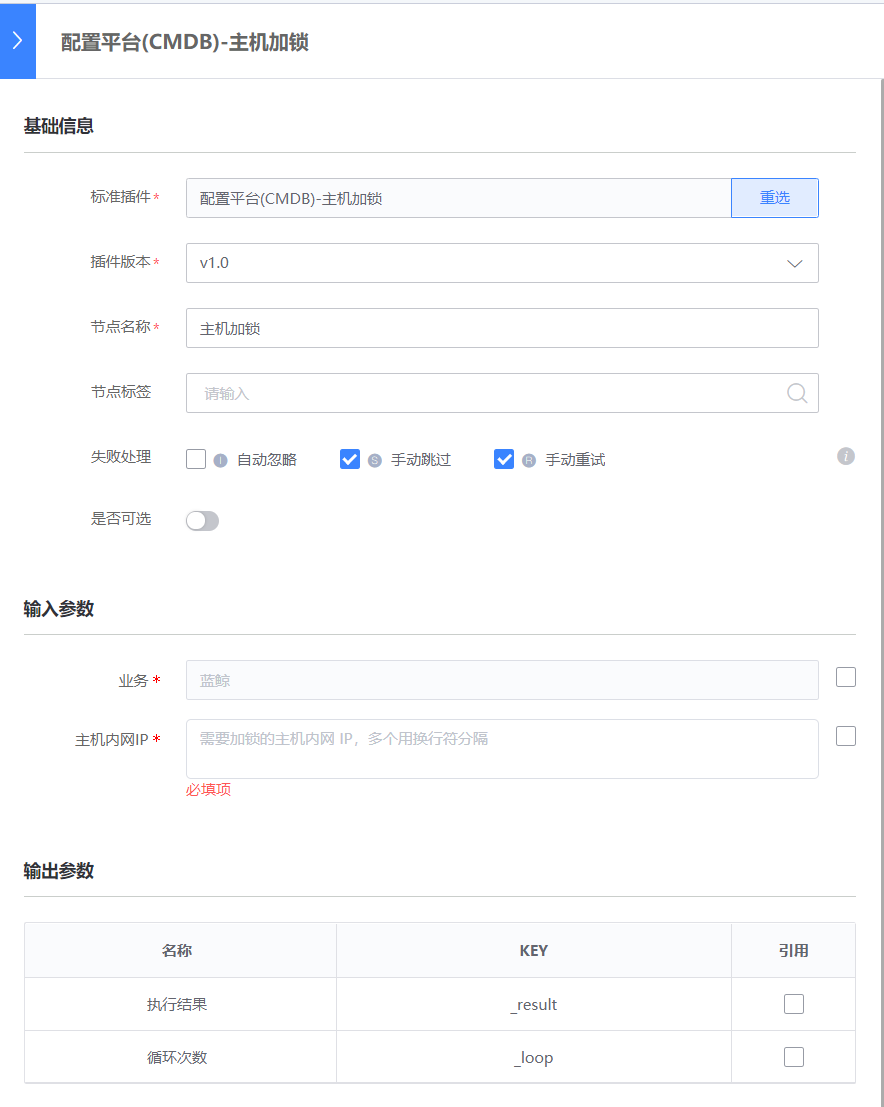 配置平台(CMDB)-主机加锁
基础信息
标准插件* 配置平台(CMDB)-主机加锁 重选
插件版本* v1.0
节点名称* 主机加锁
节点标签 请输入
失败处理 I 自动忽略 S 手动跳过 R 手动重试 i
是否可选
输入参数
业务* 蓝鲸
主机内网IP* 需要加锁的主机内网 IP，多个用换行符分隔
必填项
输出参数
名称 KEY 引用
执行结果 _result
循环次数 _loop